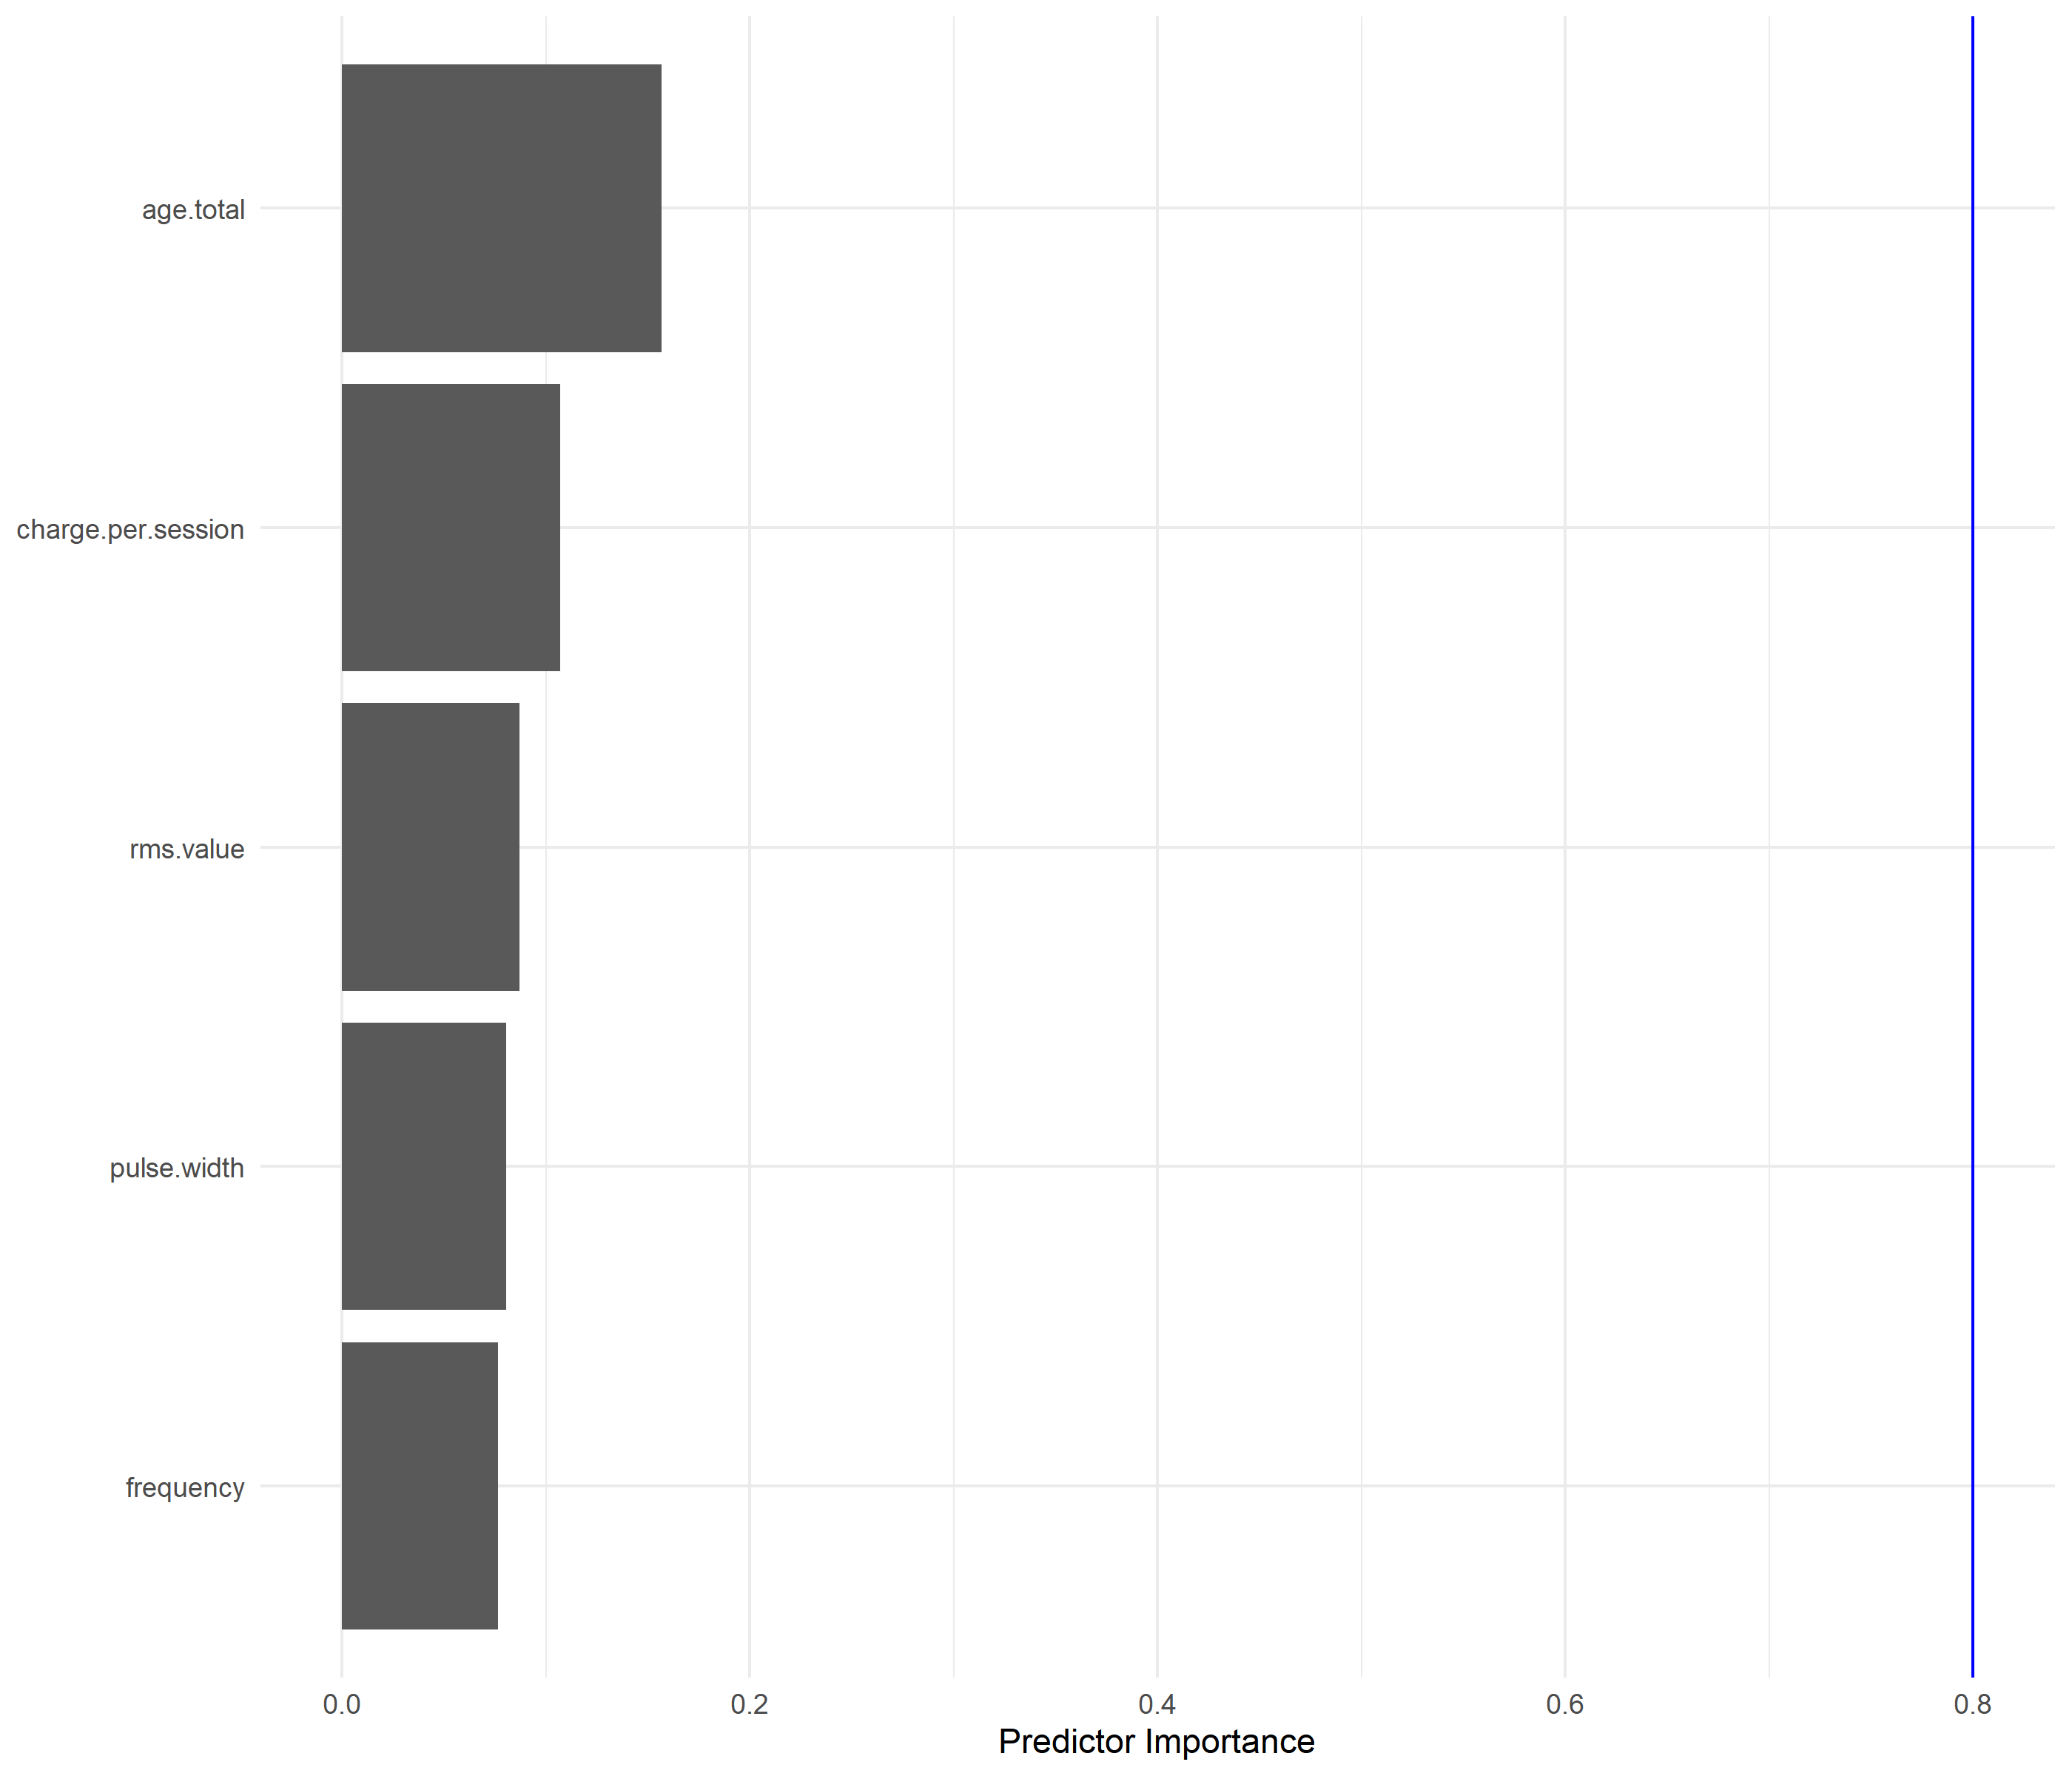 age.total
charge.per.session
rms.value
pulse.width
frequency
0.0 0.2 0.4 0.6 0.8
Predictor Importance